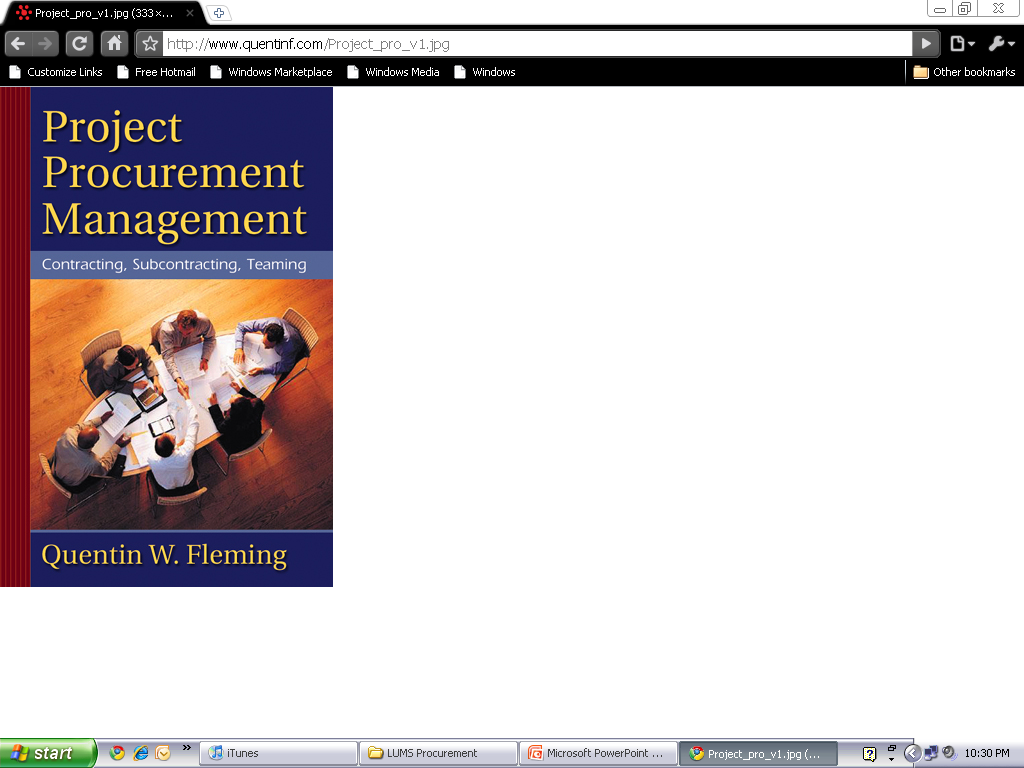 Project_pro_v1.jpg (333×...
http://www.quentinf.com/Project_pro_v1.jpg
Customize Links Free Hotmail Windows Marketplace Windows Media Windows Other bookmarks
Project
Procurement
Management
Contracting, Subcontracting, Teaming
Quentin W. Fleming
start iTunes LUMS Procurement Microsoft PowerPoint ... Project_pro_v1.jpg (... 10:30 PM